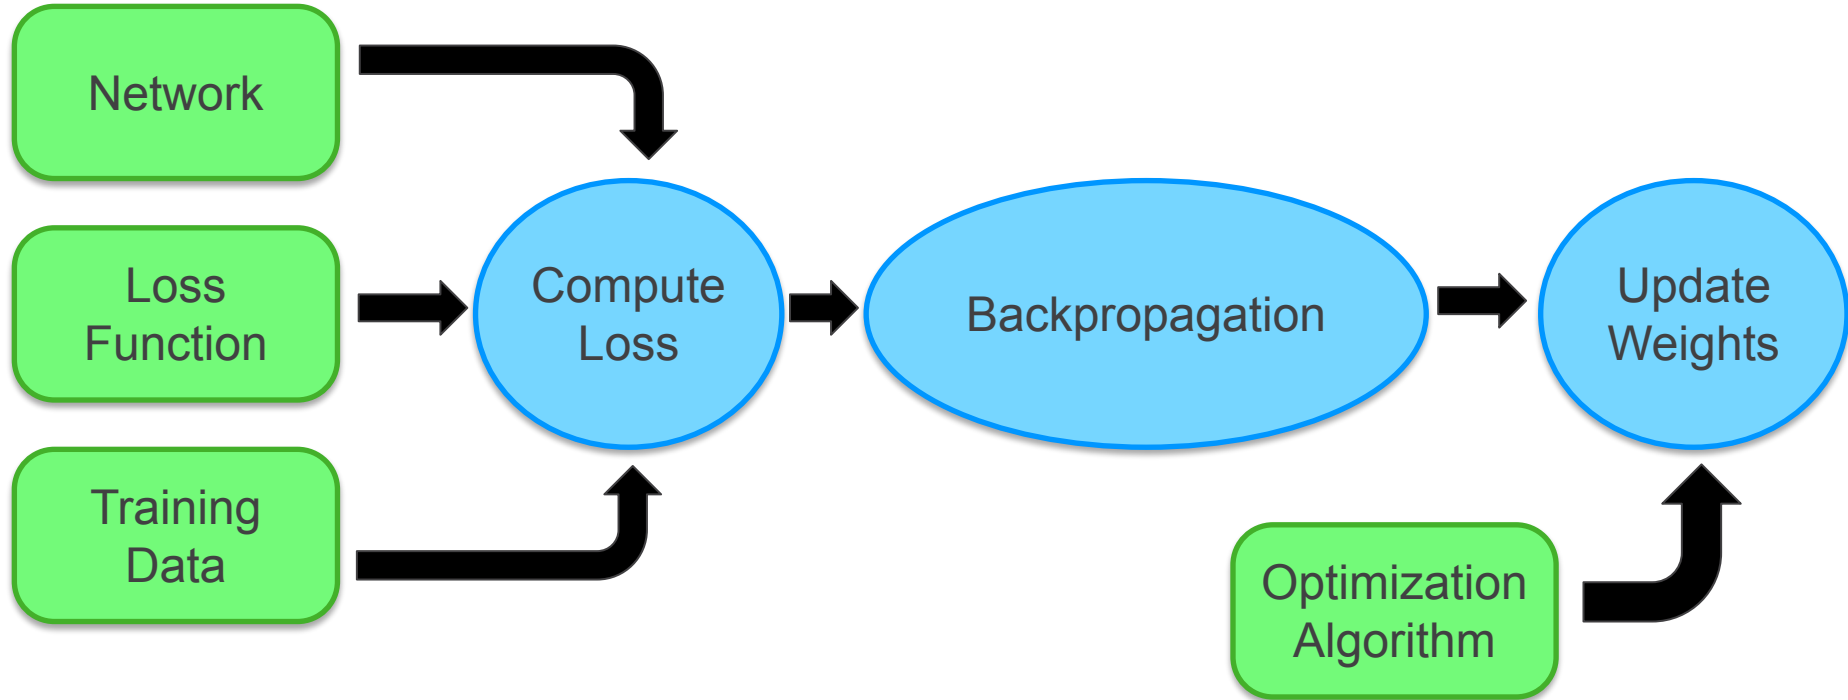 Network
Loss
Function
Training
Data
Compute
Loss
Backpropagation
Update
Weights
Optimization
Algorithm